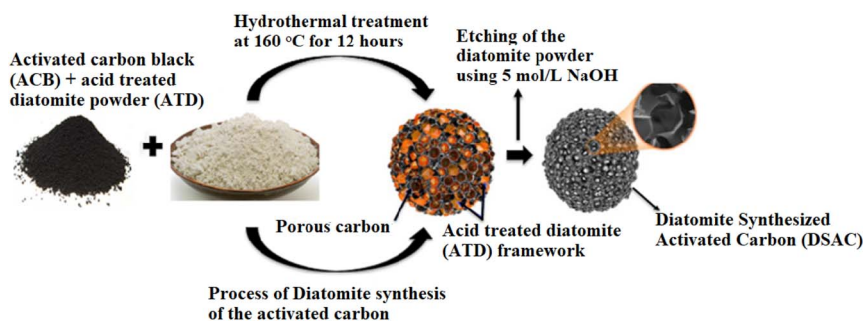 Hydrothermal treatment
at 160 °C for 12 hours
Etching of the
the diatomite
diatomite powder
using 5 mol/L NaOH
Activated carbon black
(ACB) + acid treated
diatomite powder (ATD)
Porous carbon
Acid treated diatomite
(ATD) framework
Diatomite Synthesized
Activated Carbon (DSAC)
Process of Diatomite synthesis
of the activated carbon